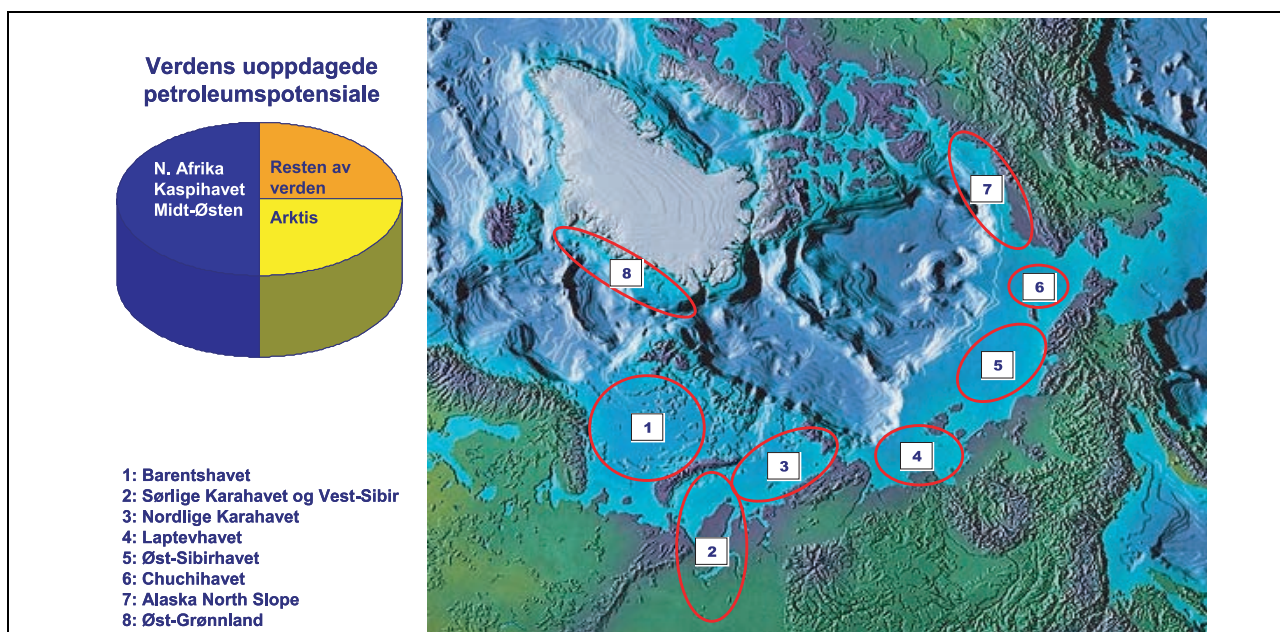 Verdens uoppdagede
petroleumspotensiale
N. Afrika
Kaspihavet
Midt-Østen
Resten av
verden
Arktis
1: Barentshavet
2: Sørlige Karahavet og Vest-Sibir
3: Nordlige Karahavet
4: Laptevhavet
5: Øst-Sibirhavet
6: Chuchihavet
7: Alaska North Slope
8: Øst-Grønnland
7
8
6
5
1
3
4
2